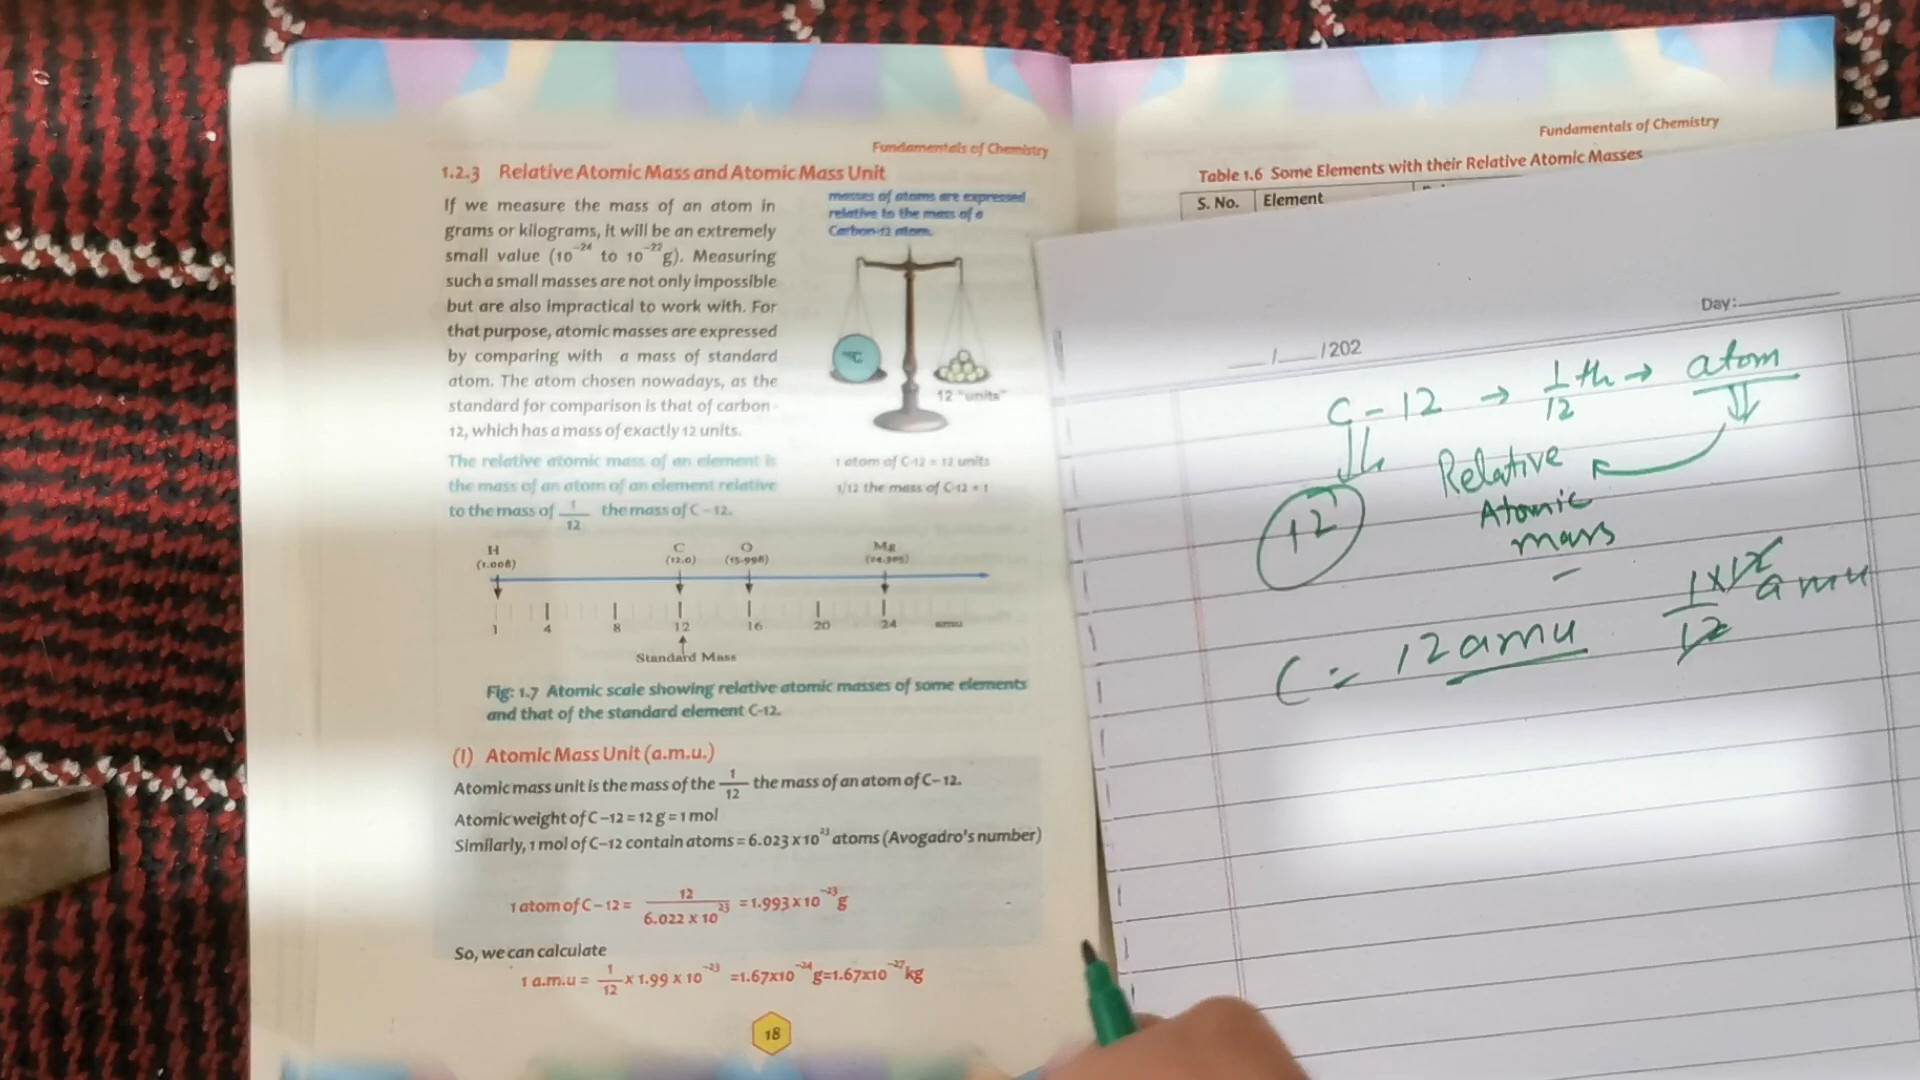 Fundamentals of Chemistry
1.2.3 Relative Atomic Mass and Atomic Mass Unit
If we measure the mass of an atom in
grams or kilograms, it will be an extremely
small value (10⁻²⁴ to 10⁻²²g). Measuring
such a small masses are not only impossible
but are also impractical to work with. For
that purpose, atomic masses are expressed
by comparing with a mass of standard
atom. The atom chosen nowadays, as the
standard for comparison is that of carbon-
12, which has a mass of exactly 12 units.
The relative atomic mass of an element is
the mass of an atom of an element relative
to the mass of 1/12 the mass of C – 12.
masses of atoms are expressed
relative to the mass of a
Carbon-12 atom.
12 "units"
1 atom of C-12 = 12 units
1/12 the mass of C-12 = 1
H C O Mg
(1.008) (12.0) (15.998)
1 4 8 12 16 20 24 amu
Standard Mass
Fig: 1.7 Atomic scale showing relative atomic masses of some elements
and that of the standard element C-12.
(I) Atomic Mass Unit (a.m.u.)
Atomic mass unit is the mass of the 1/12 the mass of an atom of C– 12.
Atomic weight of C –12 = 12 g = 1 mol
Similarly, 1 mol of C–12 contain atoms = 6.023 x 10²³ atoms (Avogadro's number)
1 atom of C – 12 = 12 / 6.022 x 10²³ = 1.993 x 10⁻²³ g
So, we can calculate
1 a.m.u = 1/12 x 1.99 x 10⁻²³ =1.67x10⁻²⁴g=1.67x10⁻²⁷kg
18
Fundamentals of Chemistry
Table 1.6 Some Elements with their Relative Atomic Masses
S. No. Element
Day:
/ /202
C - 12 → 1/12 th → atom
12
Relative
Atomic
mass
1x12/12 amu
C = 12 amu